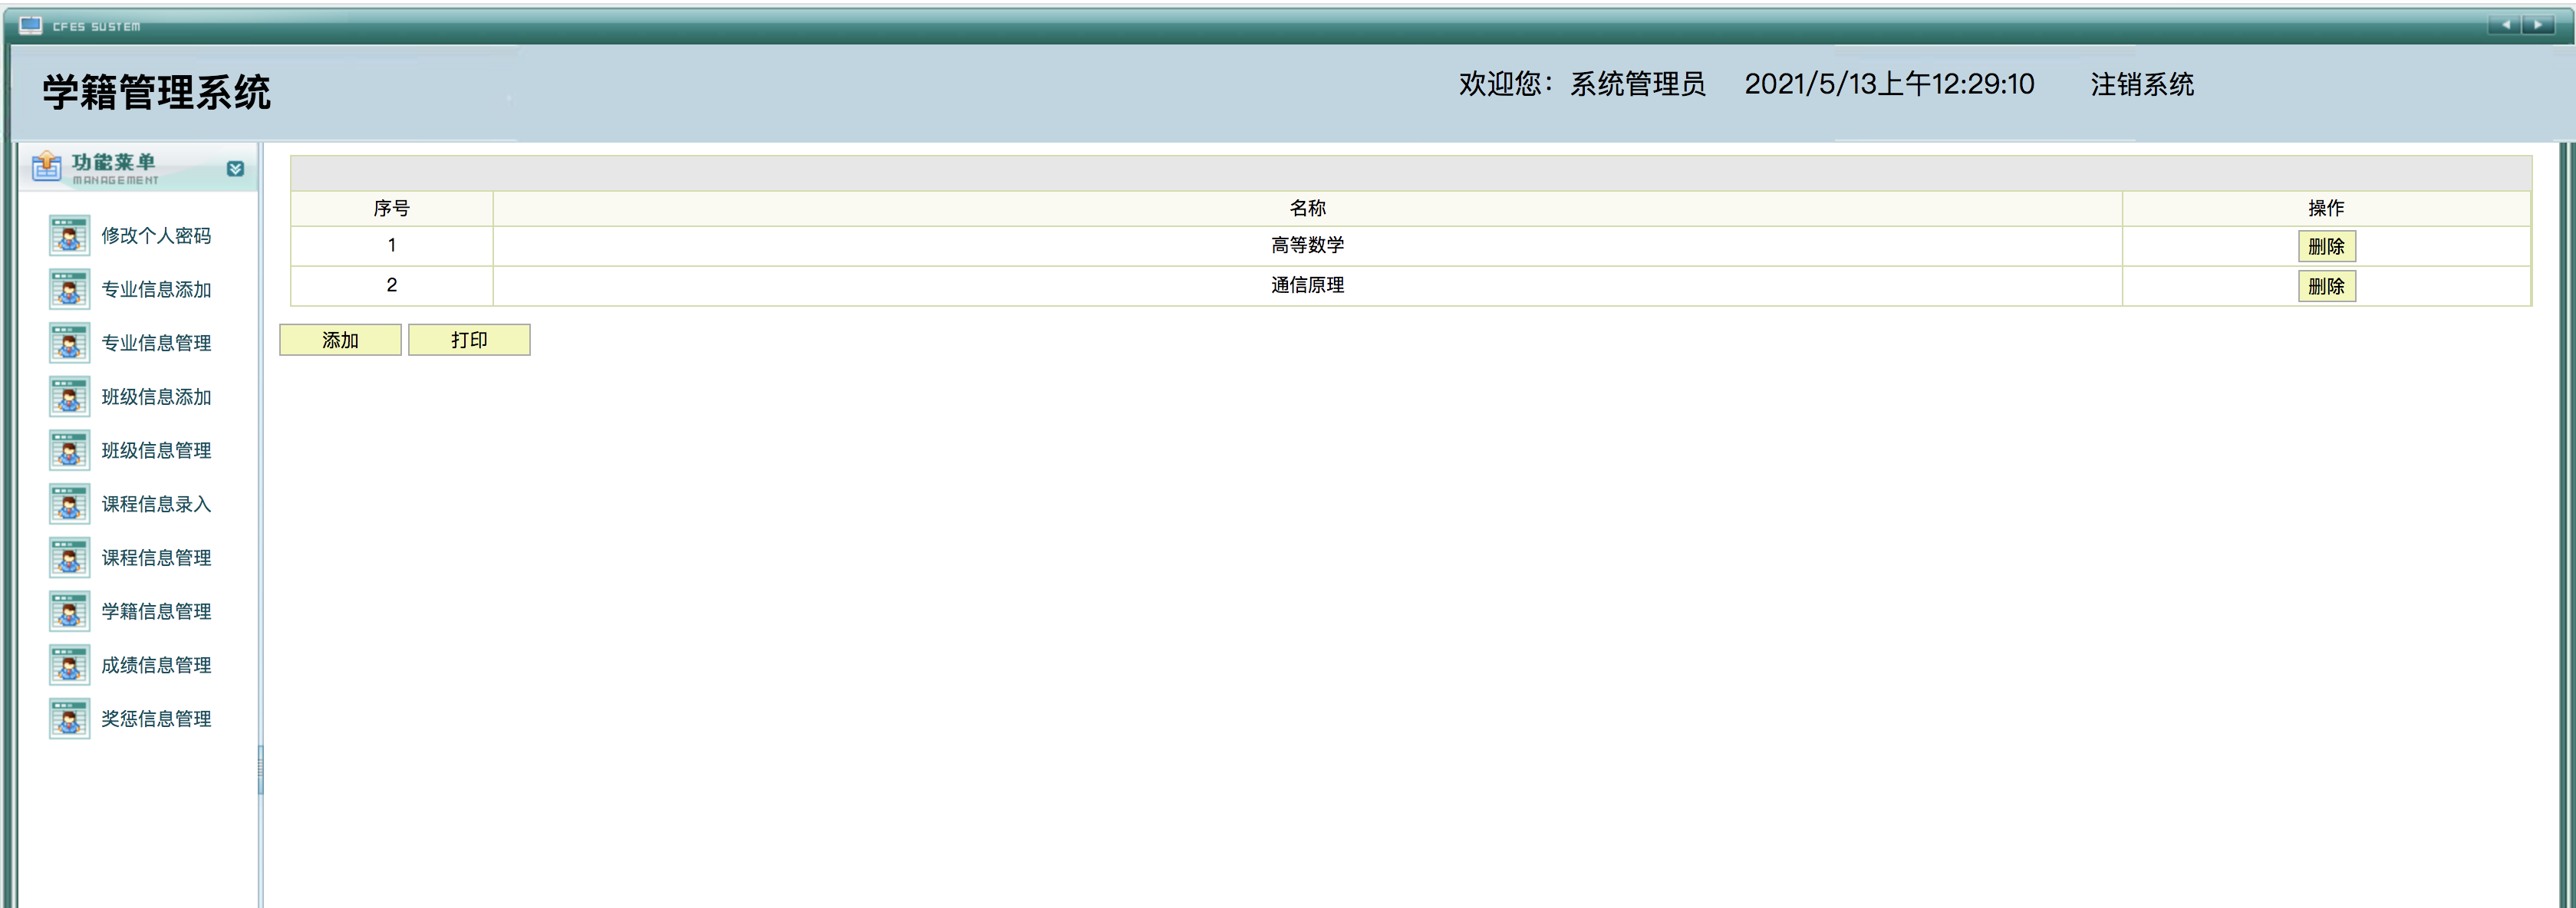 CFES SUSTEM
学籍管理系统
欢迎您：系统管理员 2021/5/13上午12:29:10 注销系统
功能菜单
MANAGEMENT
修改个人密码
专业信息添加
专业信息管理
班级信息添加
班级信息管理
课程信息录入
课程信息管理
学籍信息管理
成绩信息管理
奖惩信息管理
序号 名称 操作
1 高等数学 删除
2 通信原理 删除
添加 打印